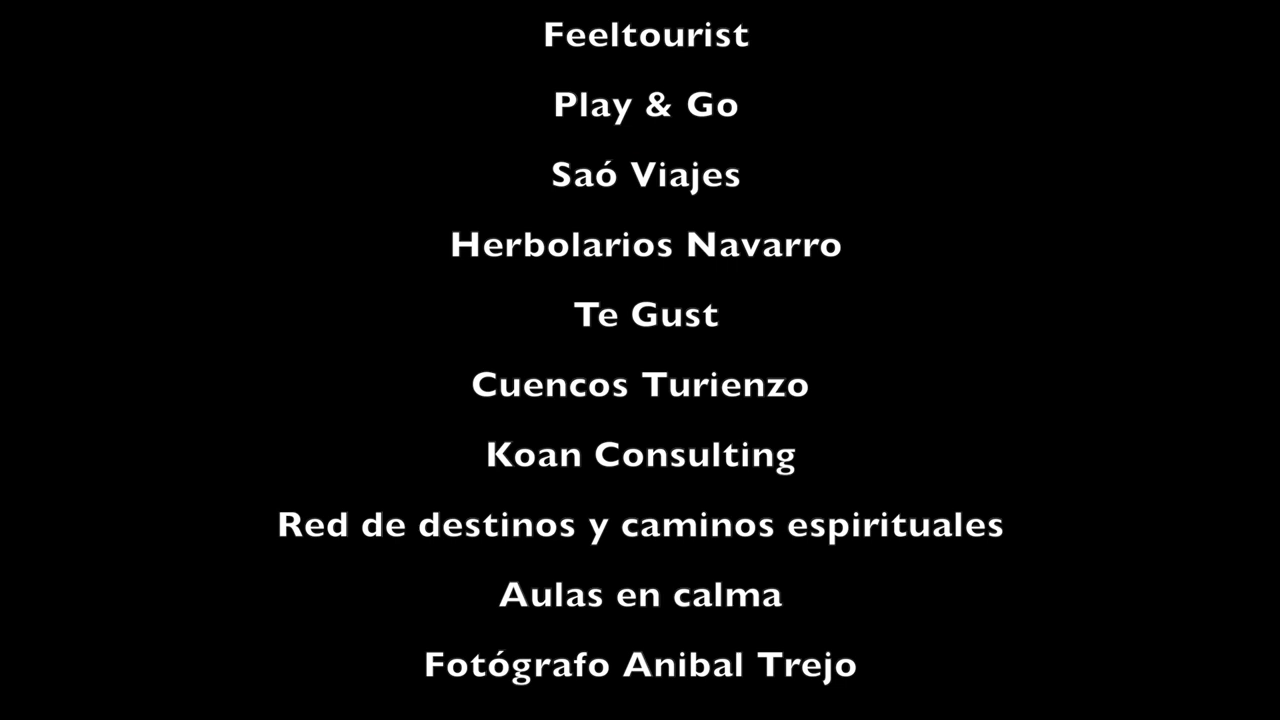 Feeltourist
Play & Go
Saó Viajes
Herbolarios Navarro
Te Gust
Cuencos Turienzo
Koan Consulting
Red de destinos y caminos espirituales
Aulas en calma
Fotógrafo Anibal Trejo